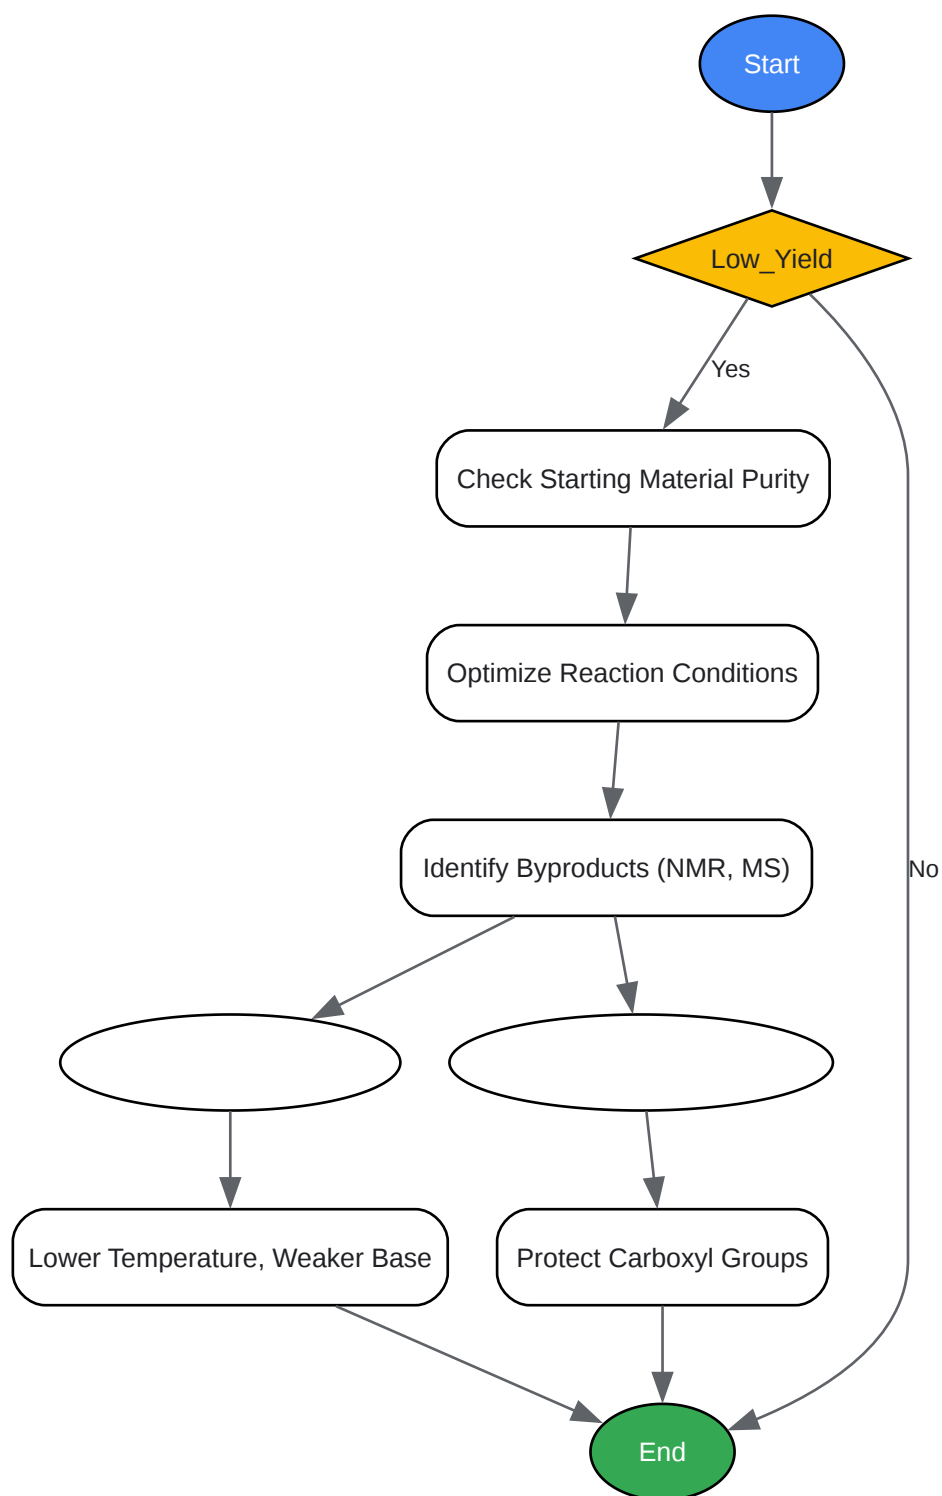 Start
Low_Yield
Yes
Check Starting Material Purity
Optimize Reaction Conditions
Identify Byproducts (NMR, MS)
No
Lower Temperature, Weaker Base
Protect Carboxyl Groups
End